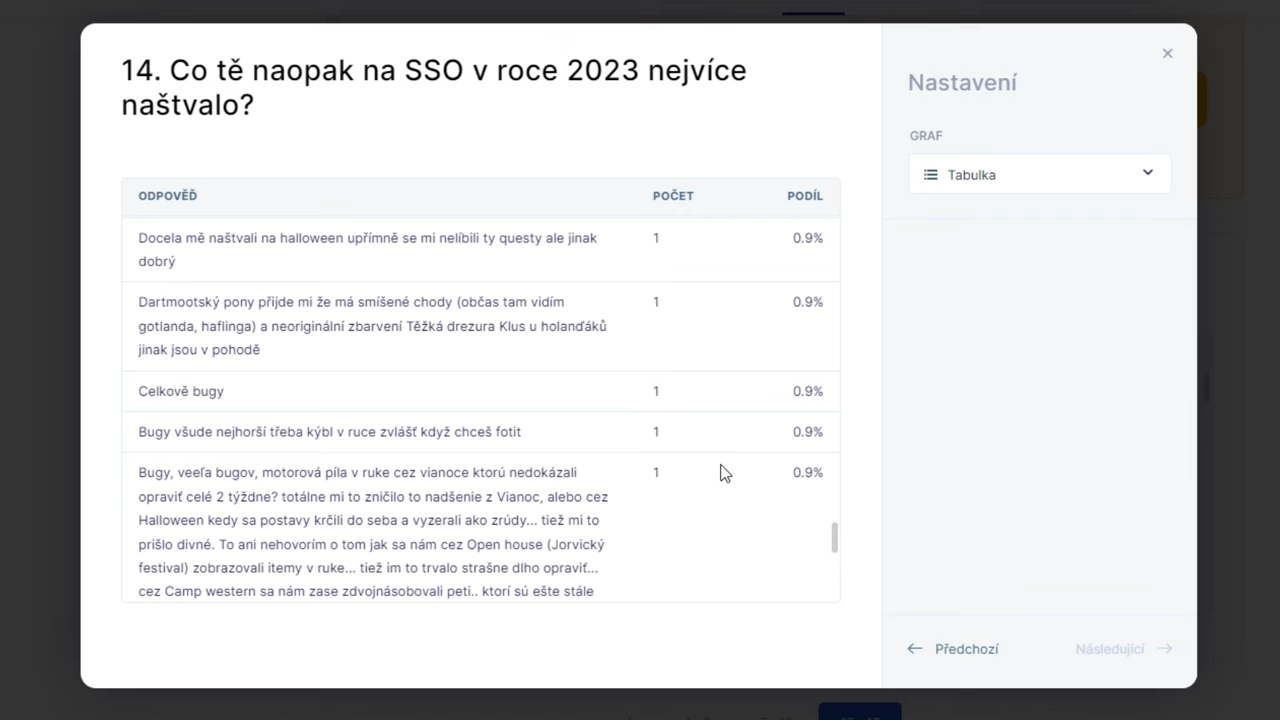 14. Co tě naopak na SSO v roce 2023 nejvíce
naštvalo?
Nastavení
GRAF
Tabulka
ODPOVĚĎ POČET PODÍL
Docela mě naštvali na halloween upřímně se mi nelíbili ty questy ale jinak 1 0.9%
dobrý
Dartmootský pony přijde mi že má smíšené chody (občas tam vidím 1 0.9%
gotlanda, haflinga) a neoriginální zbarvení Těžká drezura Klus u holanďáků
jinak jsou v pohodě
Celkově bugy 1 0.9%
Bugy všude nejhorší třeba kýbl v ruce zvlášť když chceš fotit 1 0.9%
Bugy, veeľa bugov, motorová píla v ruke cez vianoce ktorú nedokázali 1 0.9%
opraviť celé 2 týždne? totálne mi to zničilo to nadšenie z Vianoc, alebo cez
Halloween kedy sa postavy krčili do seba a vyzerali ako zrúdy... tiež mi to
prišlo divné. To ani nehovorím o tom jak sa nám cez Open house (Jorvický
festival) zobrazovali itemy v ruke... tiež im to trvalo strašne dlho opraviť...
cez Camp western sa nám zase zdvojnásobovali peti.. ktorí sú ešte stále
Předchozí
Následující